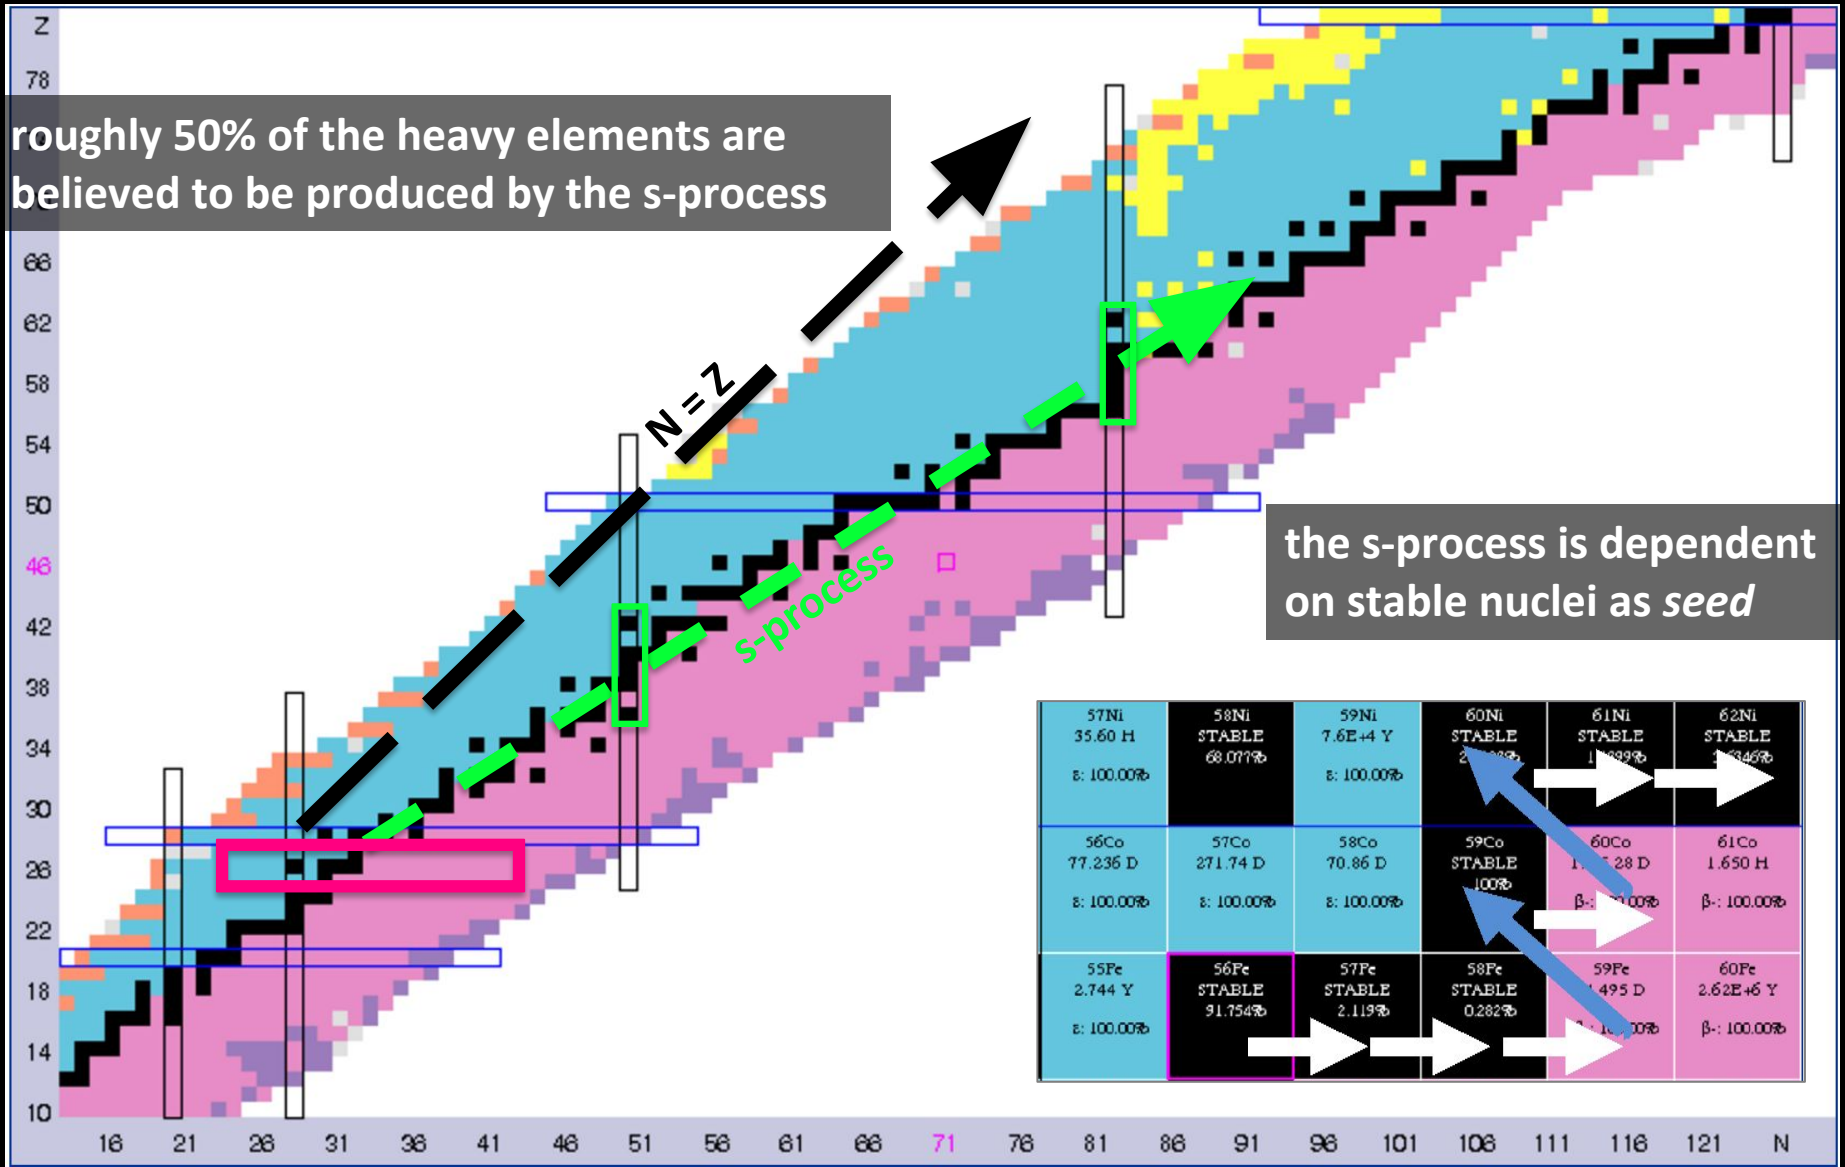 Z
78
roughly 50% of the heavy elements are
believed to be produced by the s-process
66
62
58
54
50
46
42
38
34
30
26
22
18
14
10
N = Z
s-process
the s-process is dependent
on stable nuclei as seed
57Ni 58Ni 59Ni 60Ni 61Ni 62Ni
35.60 H STABLE 7.6E+4 Y STABLE STABLE STABLE
68.077%
ε: 100.00% ε: 100.00%
56Co 57Co 58Co 59Co 60Co 61Co
77.236 D 271.74 D 70.86 D STABLE 1.650 H
100%
ε: 100.00% ε: 100.00% ε: 100.00% β-: β-: 100.00%
55Fe 56Fe 57Fe 58Fe 59Fe 60Fe
2.744 Y STABLE STABLE STABLE 2.62E+6 Y
91.754% 2.119% 0.282%
ε: 100.00% β-: 100.00%
16 21 26 31 36 41 46 51 56 61 66 71 76 81 86 91 96 101 106 111 116 121 N